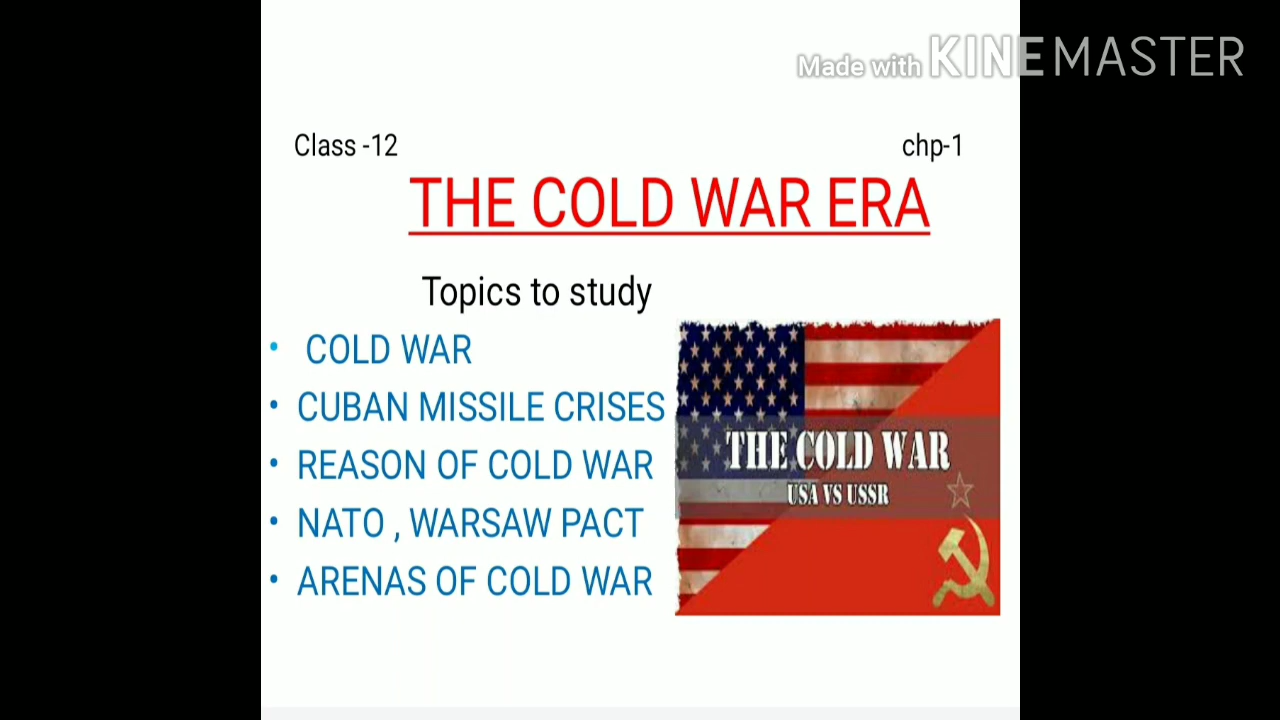 Made with KINEMASTER
Class -12 chp-1
THE COLD WAR ERA
Topics to study
• COLD WAR
• CUBAN MISSILE CRISES
• REASON OF COLD WAR
• NATO , WARSAW PACT
• ARENAS OF COLD WAR
THE COLD WAR
USA VS USSR